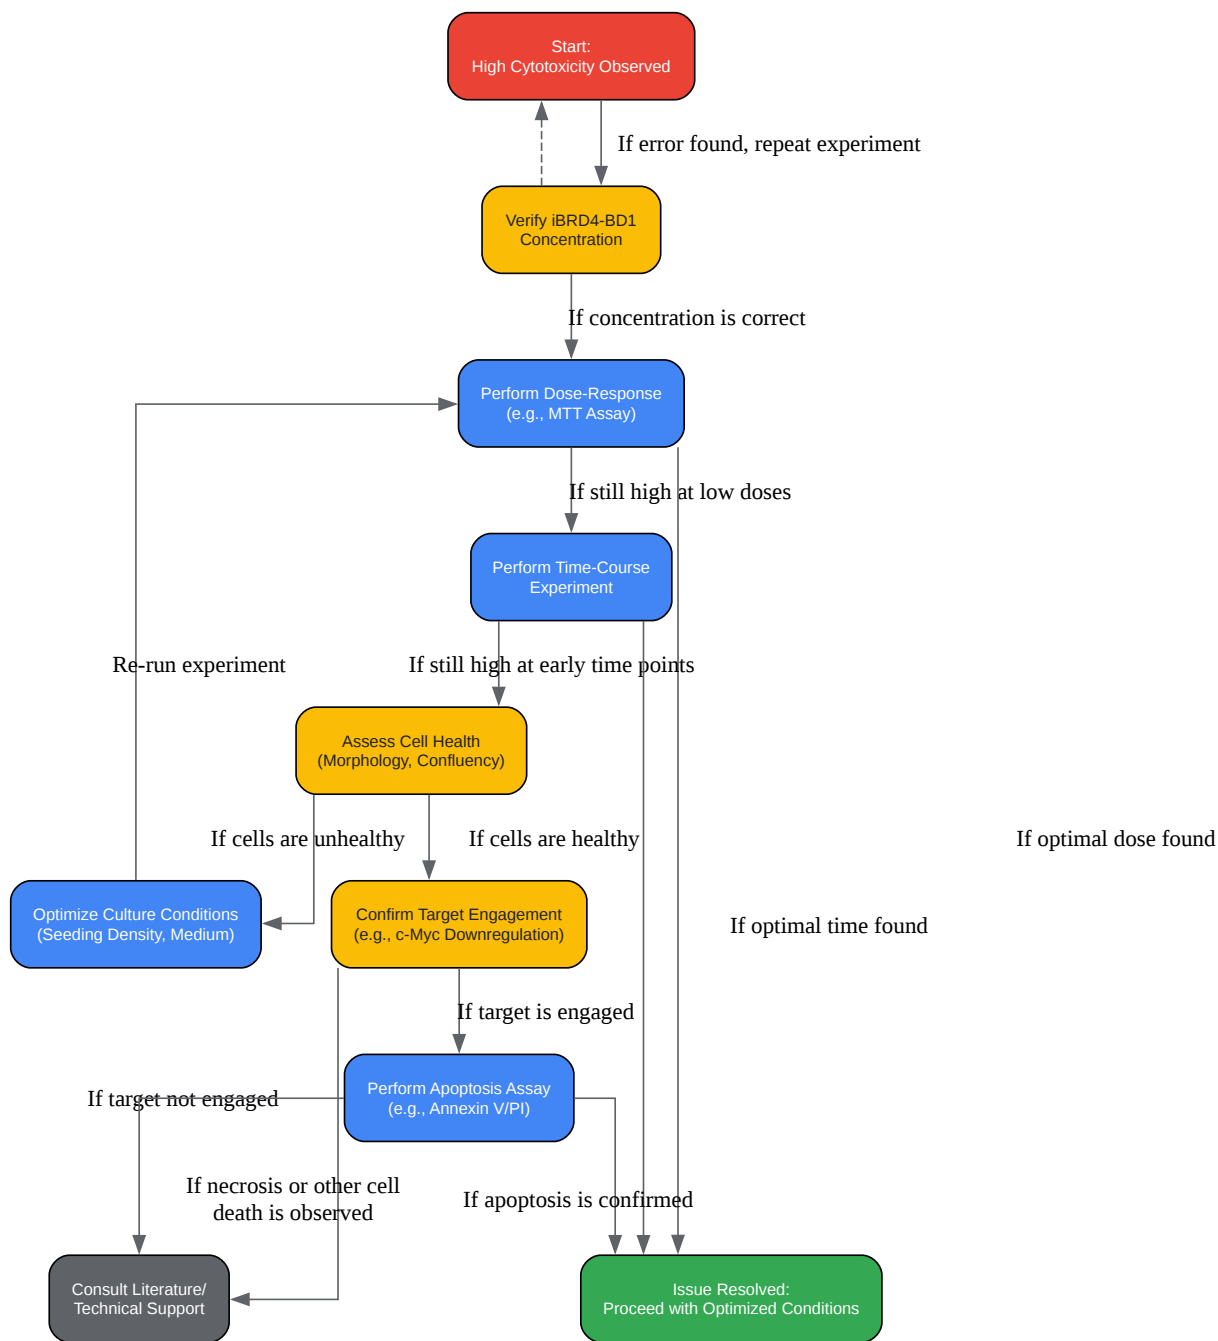 Start:
High Cytotoxicity Observed
If error found, repeat experiment
Verify iBRD4-BD1
Concentration
If concentration is correct
Perform Dose-Response
(e.g., MTT Assay)
If still high at low doses
Perform Time-Course
Experiment
Re-run experiment
If still high at early time points
Assess Cell Health
(Morphology, Confluency)
If cells are unhealthy
If cells are healthy
If optimal dose found
Optimize Culture Conditions
(Seeding Density, Medium)
Confirm Target Engagement
(e.g., c-Myc Downregulation)
If optimal time found
If target is engaged
Perform Apoptosis Assay
(e.g., Annexin V/PI)
If target not engaged
If necrosis or other cell
death is observed
If apoptosis is confirmed
Consult Literature/
Technical Support
Issue Resolved:
Proceed with Optimized Conditions